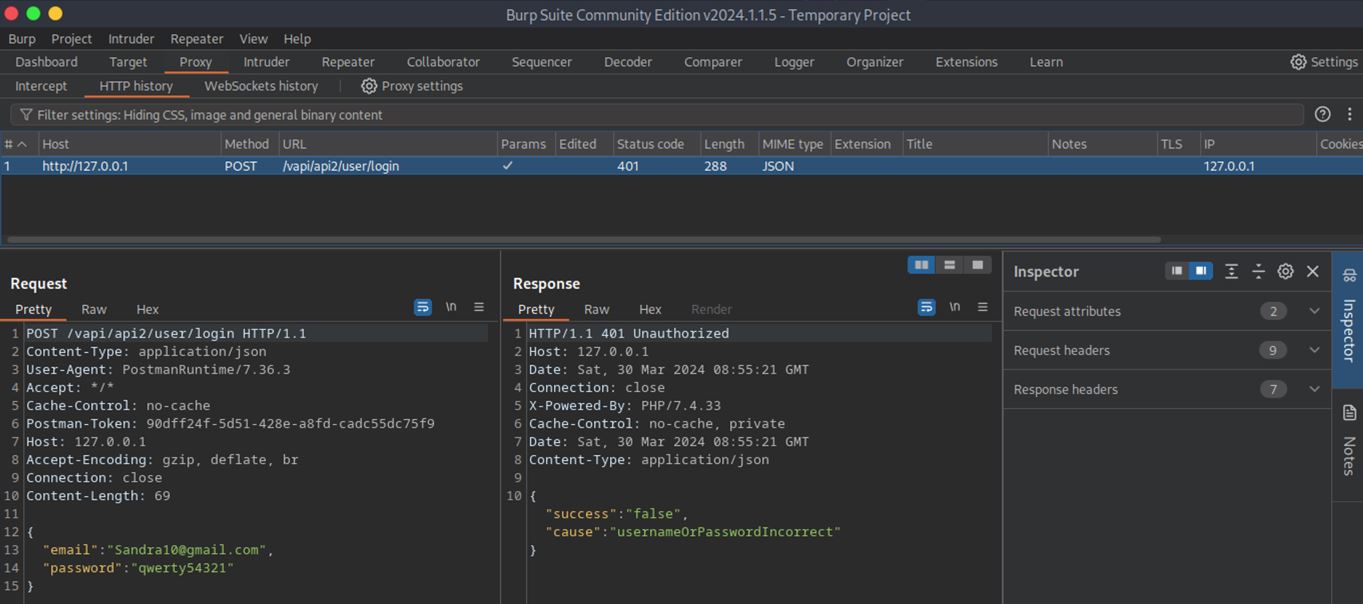 Burp Suite Community Edition v2024.1.1.5 - Temporary Project
Burp Project Intruder Repeater View Help
Dashboard Target Proxy Intruder Repeater Collaborator Sequencer Decoder Comparer Logger Organizer Extensions Learn Settings
Intercept HTTP history WebSockets history Proxy settings
Filter settings: Hiding CSS, image and general binary content
# Host Method URL Params Edited Status code Length MIME type Extension Title Notes TLS IP Cookies
1 http://127.0.0.1 POST /vapi/api2/user/login ✓ 401 288 JSON 127.0.0.1
Request
Pretty Raw Hex \n
1 POST /vapi/api2/user/login HTTP/1.1
2 Content-Type: application/json
3 User-Agent: PostmanRuntime/7.36.3
4 Accept: */*
5 Cache-Control: no-cache
6 Postman-Token: 90dff24f-5d51-428e-a8fd-cadc55dc75f9
7 Host: 127.0.0.1
8 Accept-Encoding: gzip, deflate, br
9 Connection: close
10 Content-Length: 69
11
12 {
13 "email":"Sandra10@gmail.com",
14 "password":"qwerty54321"
15 }
Response
Pretty Raw Hex Render \n
1 HTTP/1.1 401 Unauthorized
2 Host: 127.0.0.1
3 Date: Sat, 30 Mar 2024 08:55:21 GMT
4 Connection: close
5 X-Powered-By: PHP/7.4.33
6 Cache-Control: no-cache, private
7 Date: Sat, 30 Mar 2024 08:55:21 GMT
8 Content-Type: application/json
9
10 {
"success":"false",
"cause":"usernameOrPasswordIncorrect"
}
Inspector
Request attributes 2
Request headers 9
Response headers 7
Inspector
Notes